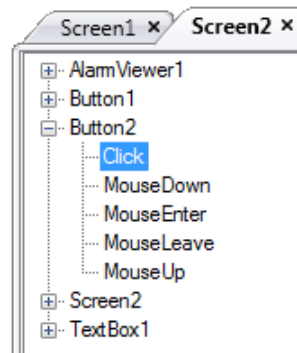 Screen1 × Screen2 ×
AlarmViewer1
Button1
Button2
Click
MouseDown
MouseEnter
MouseLeave
MouseUp
Screen2
TextBox1